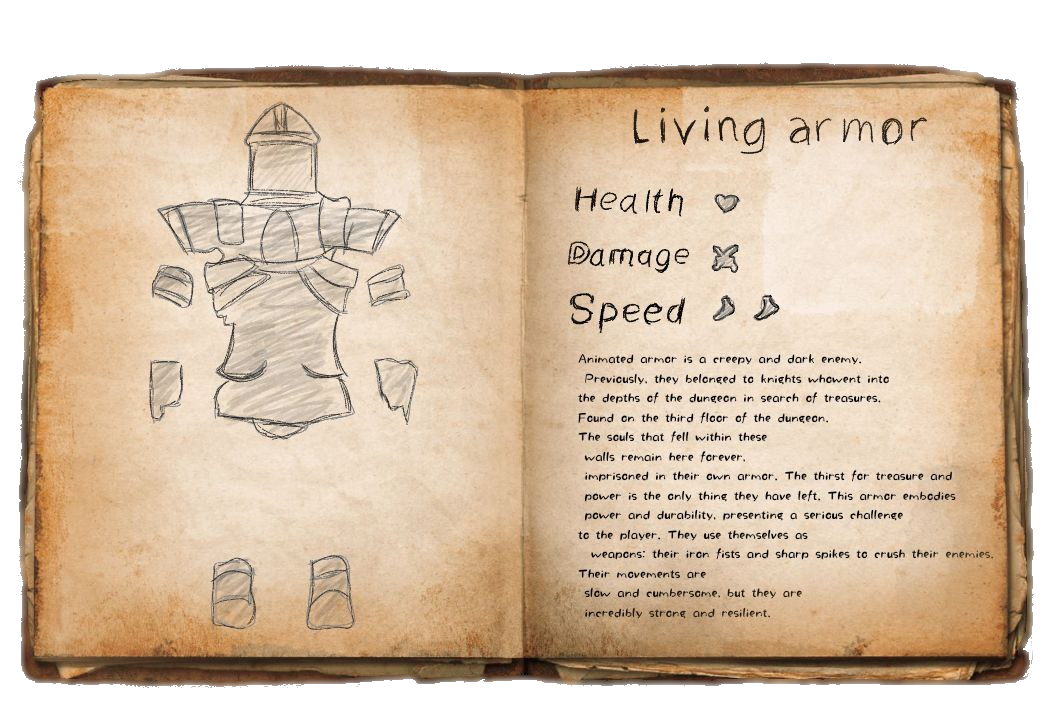 Living armor
Health
Damage
Speed
Animated armor is a creepy and dark enemy.
Previously, they belonged to knights whowent into
the depths of the dungeon in search of treasures.
Found on the third floor of the dungeon.
The souls that fell within these
walls remain here forever,
imprisoned in their own armor. The thirst for treasure and
power is the only thing they have left. This armor embodies
power and durability, presenting a serious challenge
to the player. They use themselves as
weapons: their iron fists and sharp spikes to crush their enemies.
Their movements are
slow and cumbersome, but they are
incredibly strong and resilient.